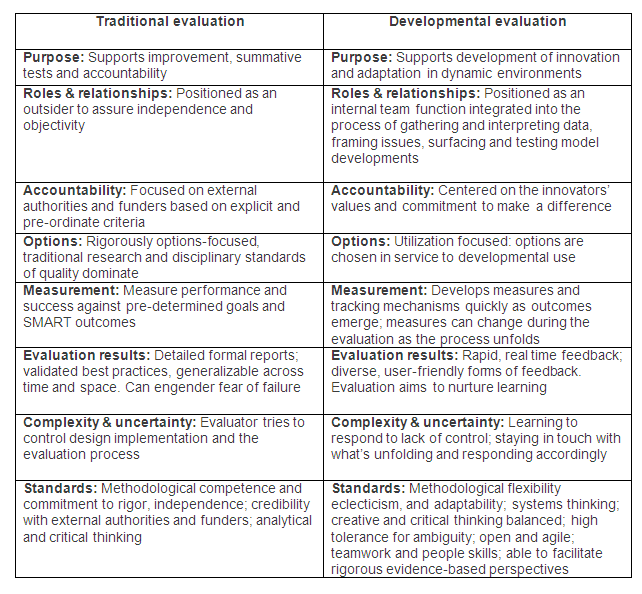 Traditional evaluation
Developmental evaluation
Purpose: Supports improvement, summative
tests and accountability
Purpose: Supports development of innovation
and adaptation in dynamic environments
Roles & relationships: Positioned as an
outsider to assure independence and
objectivity
Roles & relationships: Positioned as an
internal team function integrated into the
process of gathering and interpreting data,
framing issues, surfacing and testing model
developments
Accountability: Focused on external
authorities and funders based on explicit and
pre-ordinate criteria
Accountability: Centered on the innovators’
values and commitment to make a difference
Options: Rigorously options-focused,
traditional research and disciplinary standards
of quality dominate
Options: Utilization focused: options are
chosen in service to developmental use
Measurement: Measure performance and
success against pre-determined goals and
SMART outcomes
Measurement: Develops measures and
tracking mechanisms quickly as outcomes
emerge; measures can change during the
evaluation as the process unfolds
Evaluation results: Detailed formal reports;
validated best practices, generalizable across
time and space. Can engender fear of failure
Evaluation results: Rapid, real time feedback;
diverse, user-friendly forms of feedback.
Evaluation aims to nurture learning
Complexity & uncertainty: Evaluator tries to
control design implementation and the
evaluation process
Complexity & uncertainty: Learning to
respond to lack of control; staying in touch with
what’s unfolding and responding accordingly
Standards: Methodological competence and
commitment to rigor, independence; credibility
with external authorities and funders; analytical
and critical thinking
Standards: Methodological flexibility
eclecticism, and adaptability; systems thinking;
creative and critical thinking balanced; high
tolerance for ambiguity; open and agile;
teamwork and people skills; able to facilitate
rigorous evidence-based perspectives